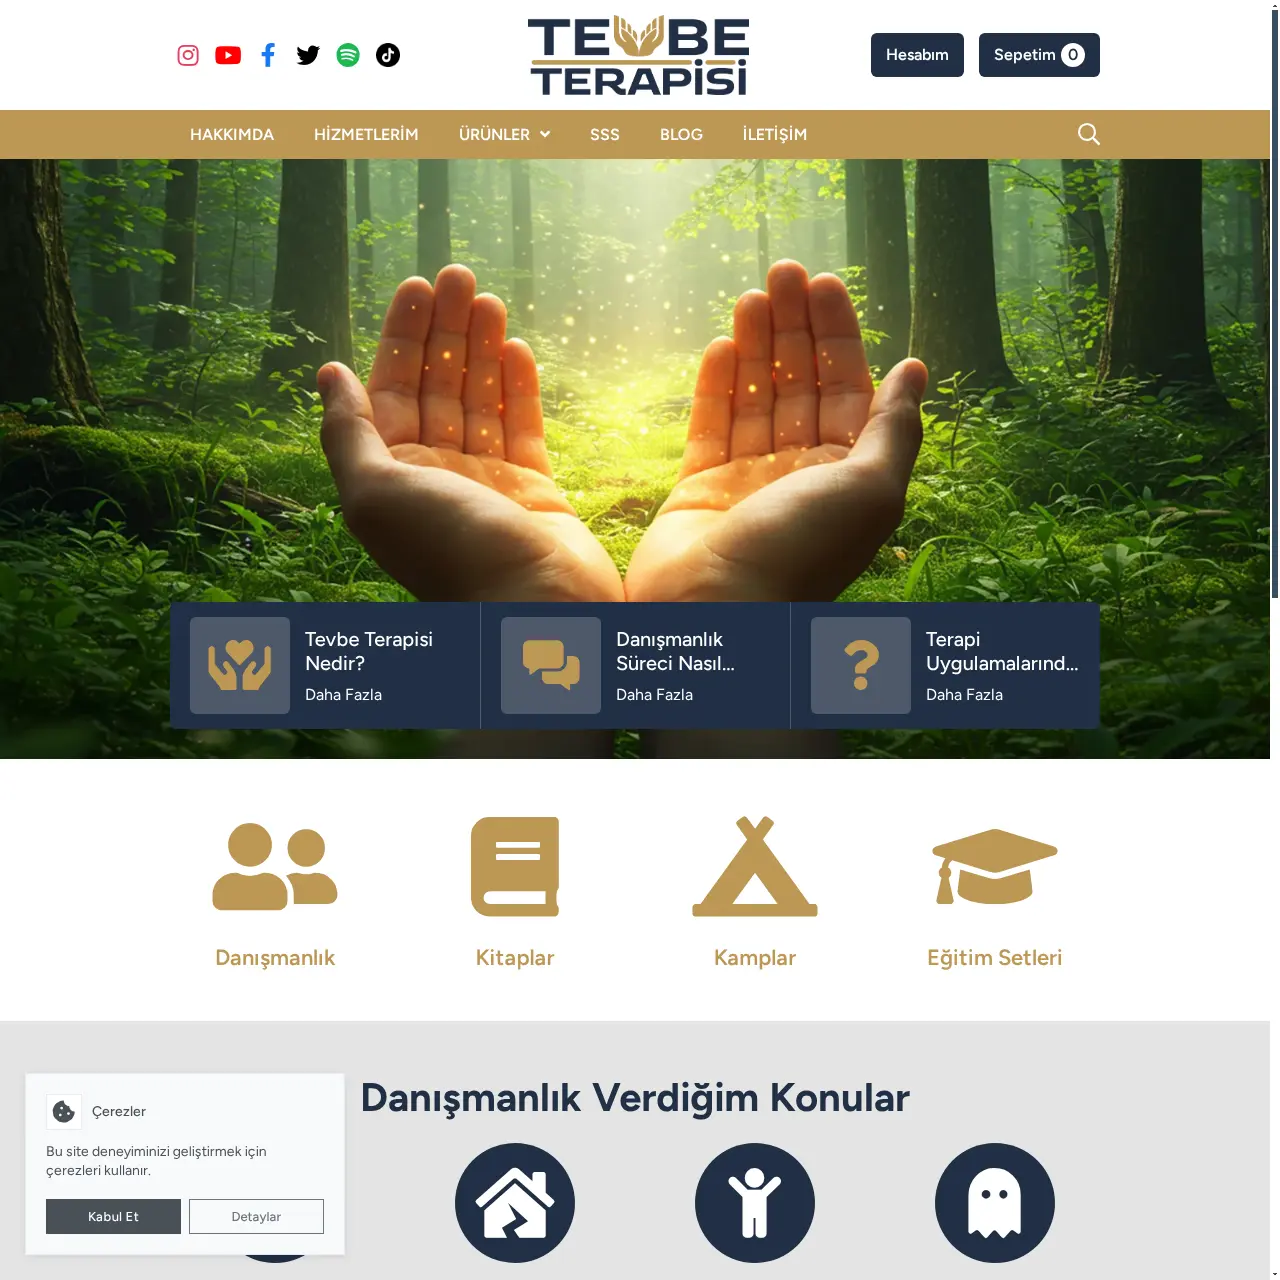 TEVBE
TERAPİSİ
Hesabım
Sepetim 0
HAKKIMDA
HİZMETLERİM
ÜRÜNLER
SSS
BLOG
İLETİŞİM
Tevbe Terapisi
Nedir?
Daha Fazla
Danışmanlık
Süreci Nasıl...
Daha Fazla
Terapi
Uygulamalarınd...
Daha Fazla
Danışmanlık
Kitaplar
Kamplar
Eğitim Setleri
Danışmanlık Verdiğim Konular
Çerezler
Bu site deneyiminizi geliştirmek için
çerezleri kullanır.
Kabul Et
Detaylar